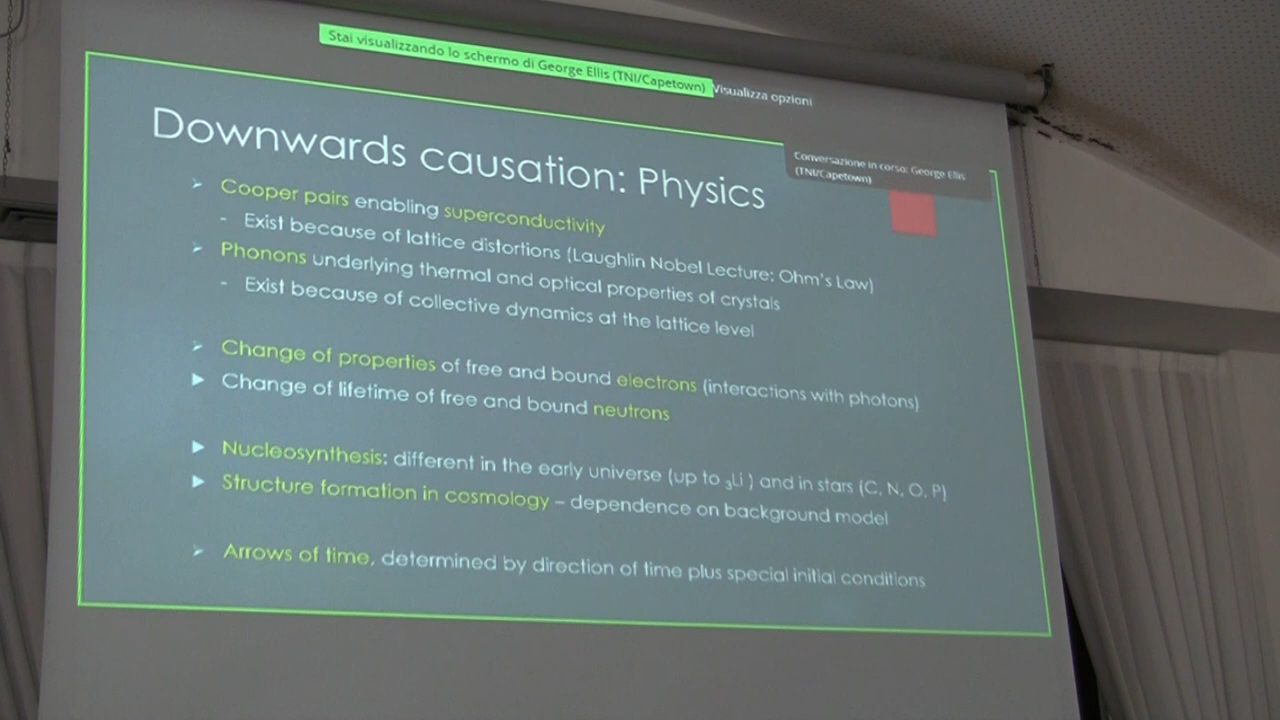 Stai visualizzando lo schermo di George Ellis (TNI/Capetown)
Visualizza opzioni
Conversazione in corso: George Ellis
(TNI/Capetown)
Downwards causation: Physics
➢ Cooper pairs enabling superconductivity
- Exist because of lattice distortions (Laughlin Nobel Lecture: Ohm's Law)
➢ Phonons underlying thermal and optical properties of crystals
- Exist because of collective dynamics at the lattice level
➢ Change of properties of free and bound electrons (interactions with photons)
► Change of lifetime of free and bound neutrons
► Nucleosynthesis: different in the early universe (up to ₃Li ) and in stars (C, N, O, P)
► Structure formation in cosmology – dependence on background model
➢ Arrows of time, determined by direction of time plus special initial conditions